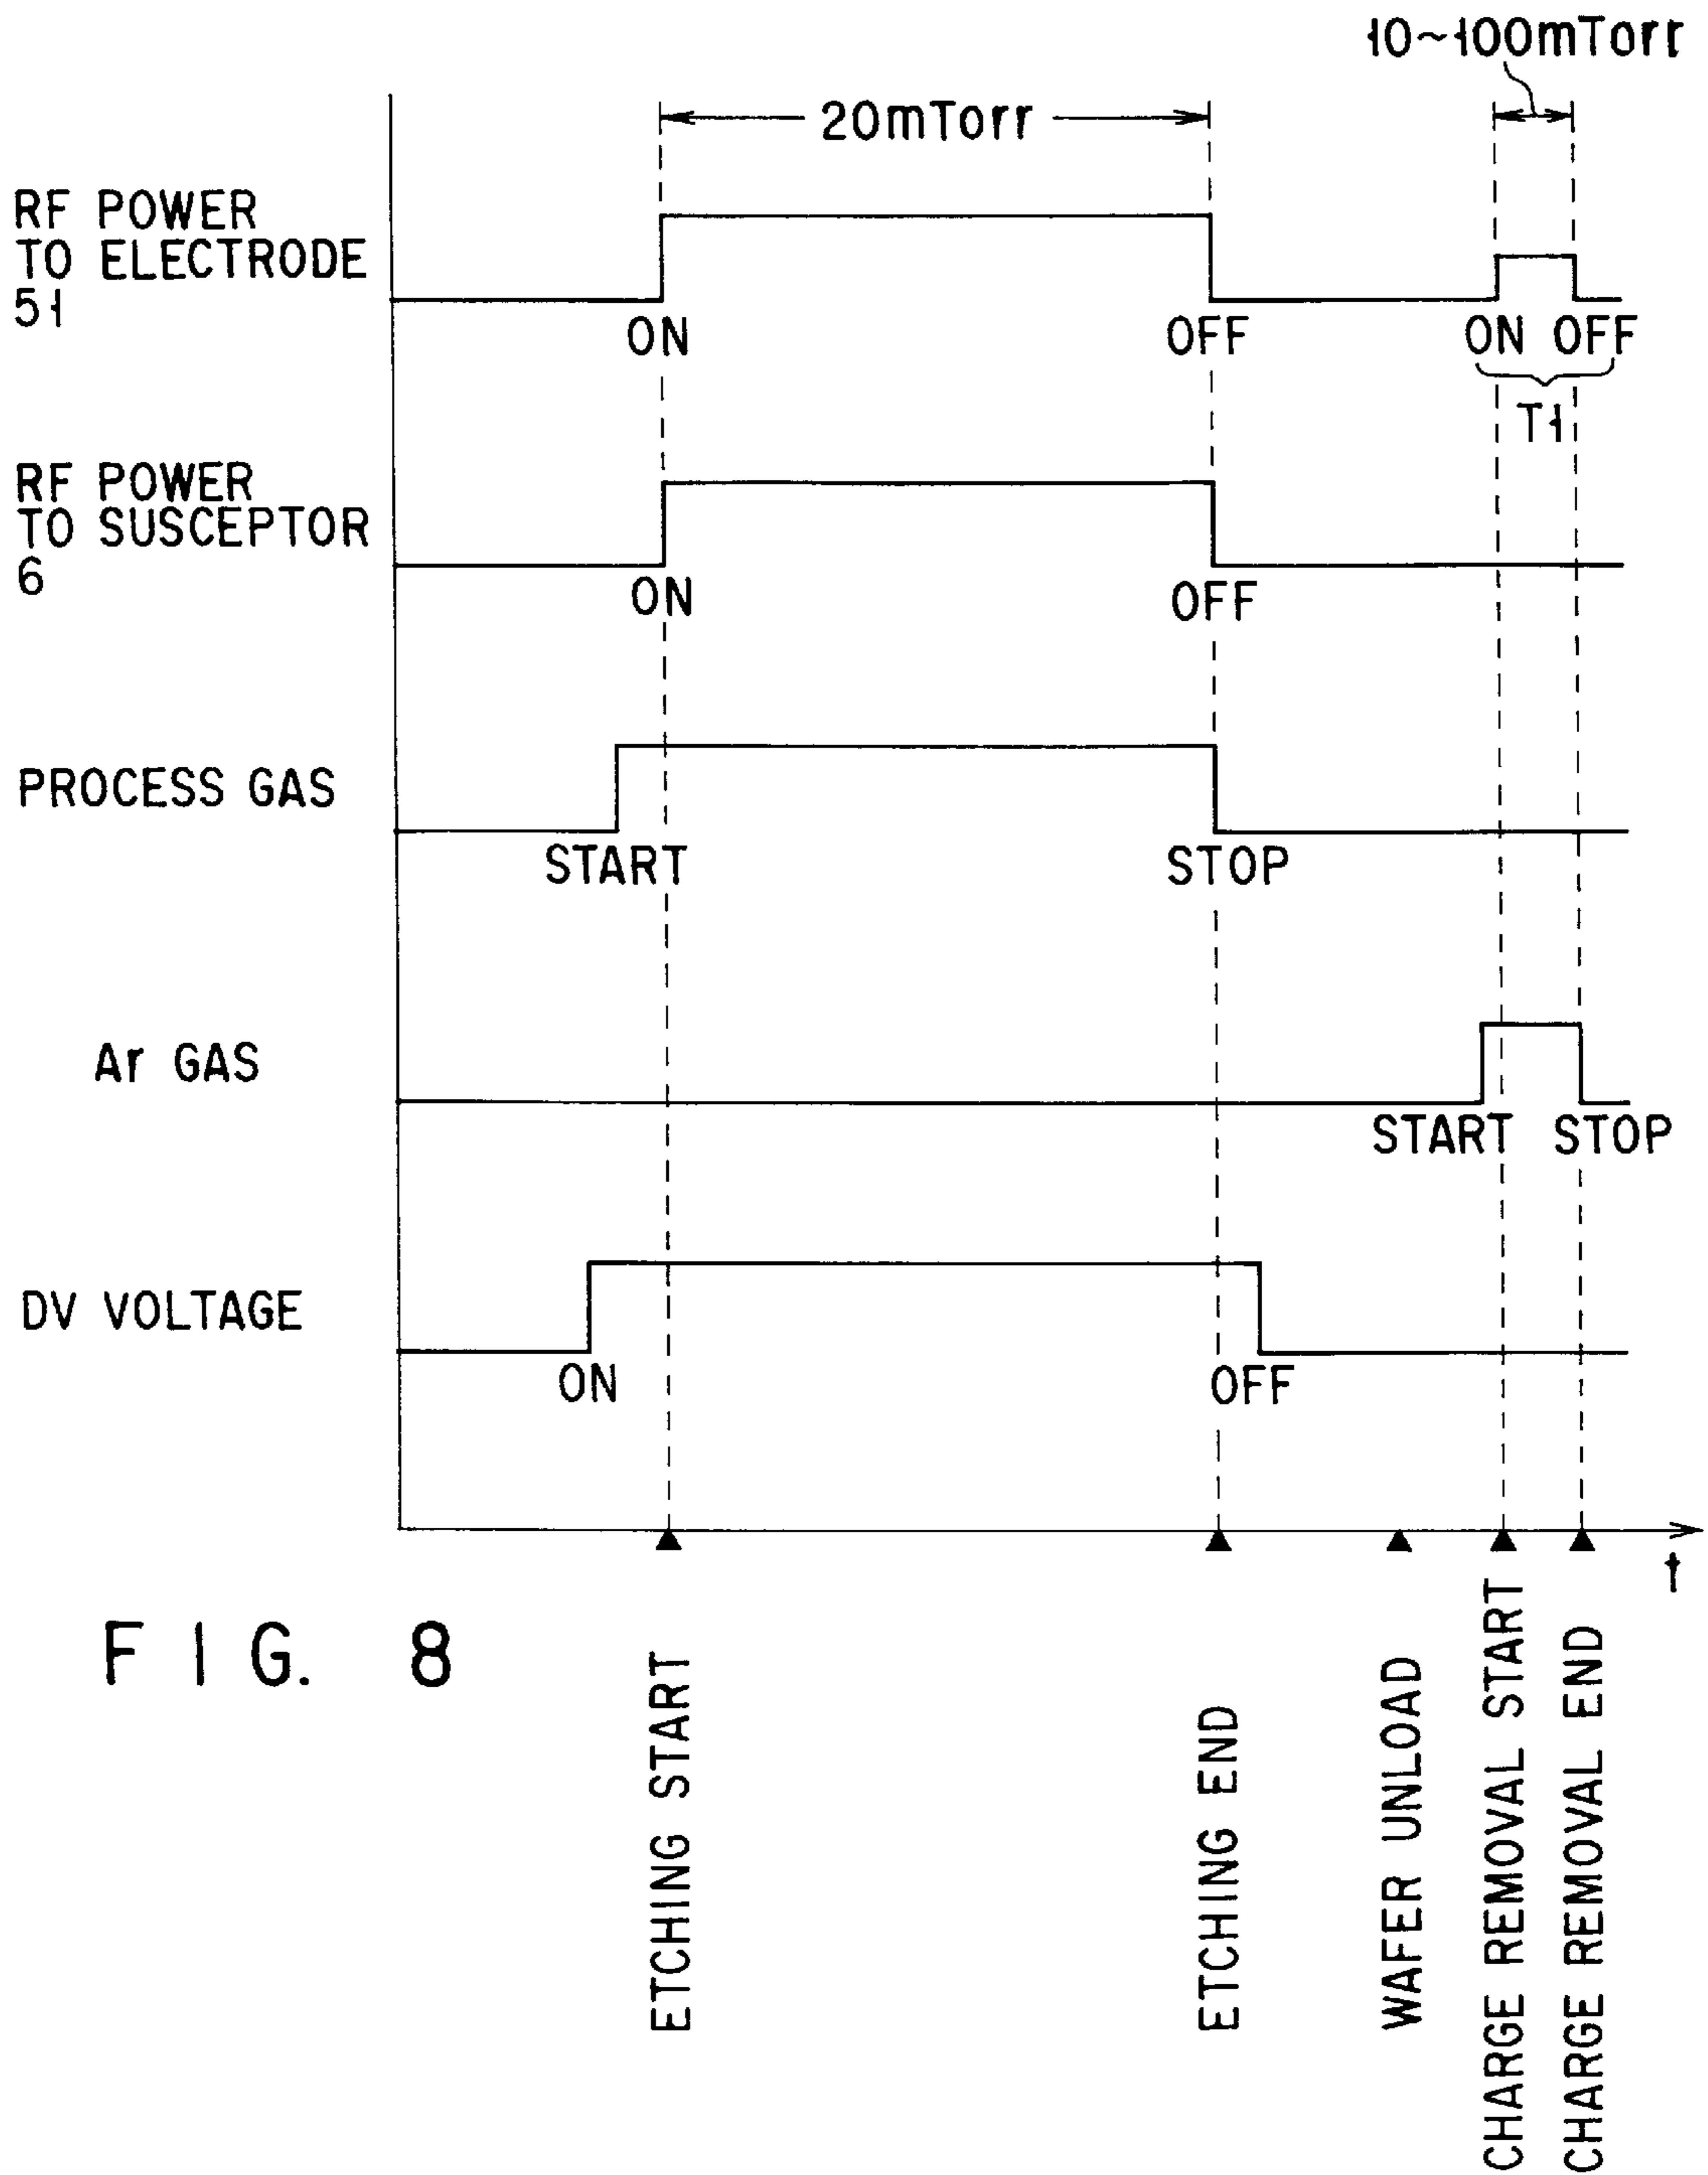 10~100mTorr
20mTorr
RF POWER
TO ELECTRODE
51
ON
OFF
ON
OFF
T1
RF POWER
TO SUSCEPTOR
6
ON
OFF
PROCESS GAS
START
STOP
Ar GAS
START
STOP
DV VOLTAGE
ON
OFF
t
FIG. 8
ETCHING START
ETCHING END
WAFER UNLOAD
CHARGE REMOVAL START
CHARGE REMOVAL END